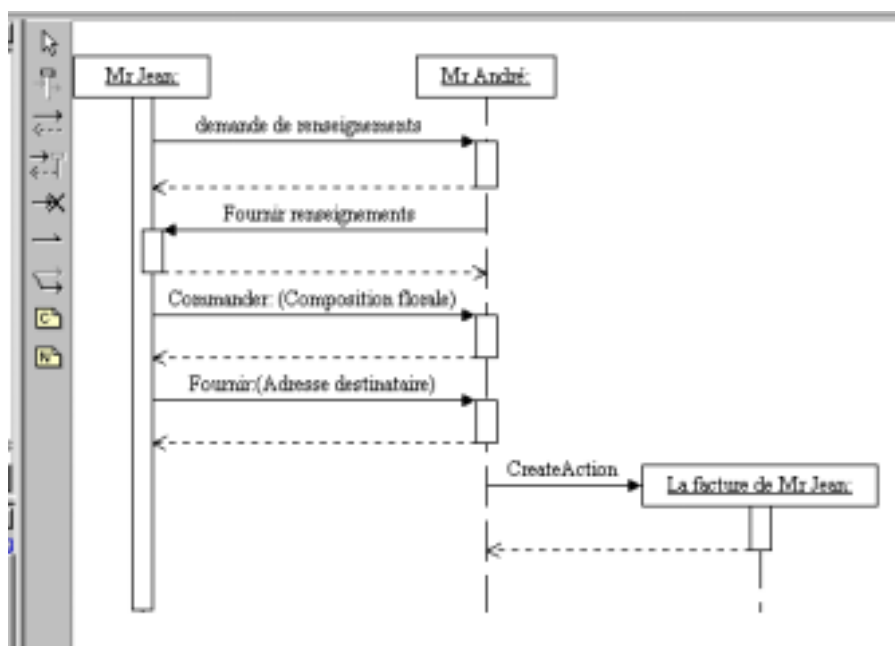 Mr Jean:
Mr André:
demande de renseignements
Fournir renseignements
Commander: (Composition florale)
Fournir:(Adresse destinataire)
CreateAction
La facture de Mr Jean:
C
N